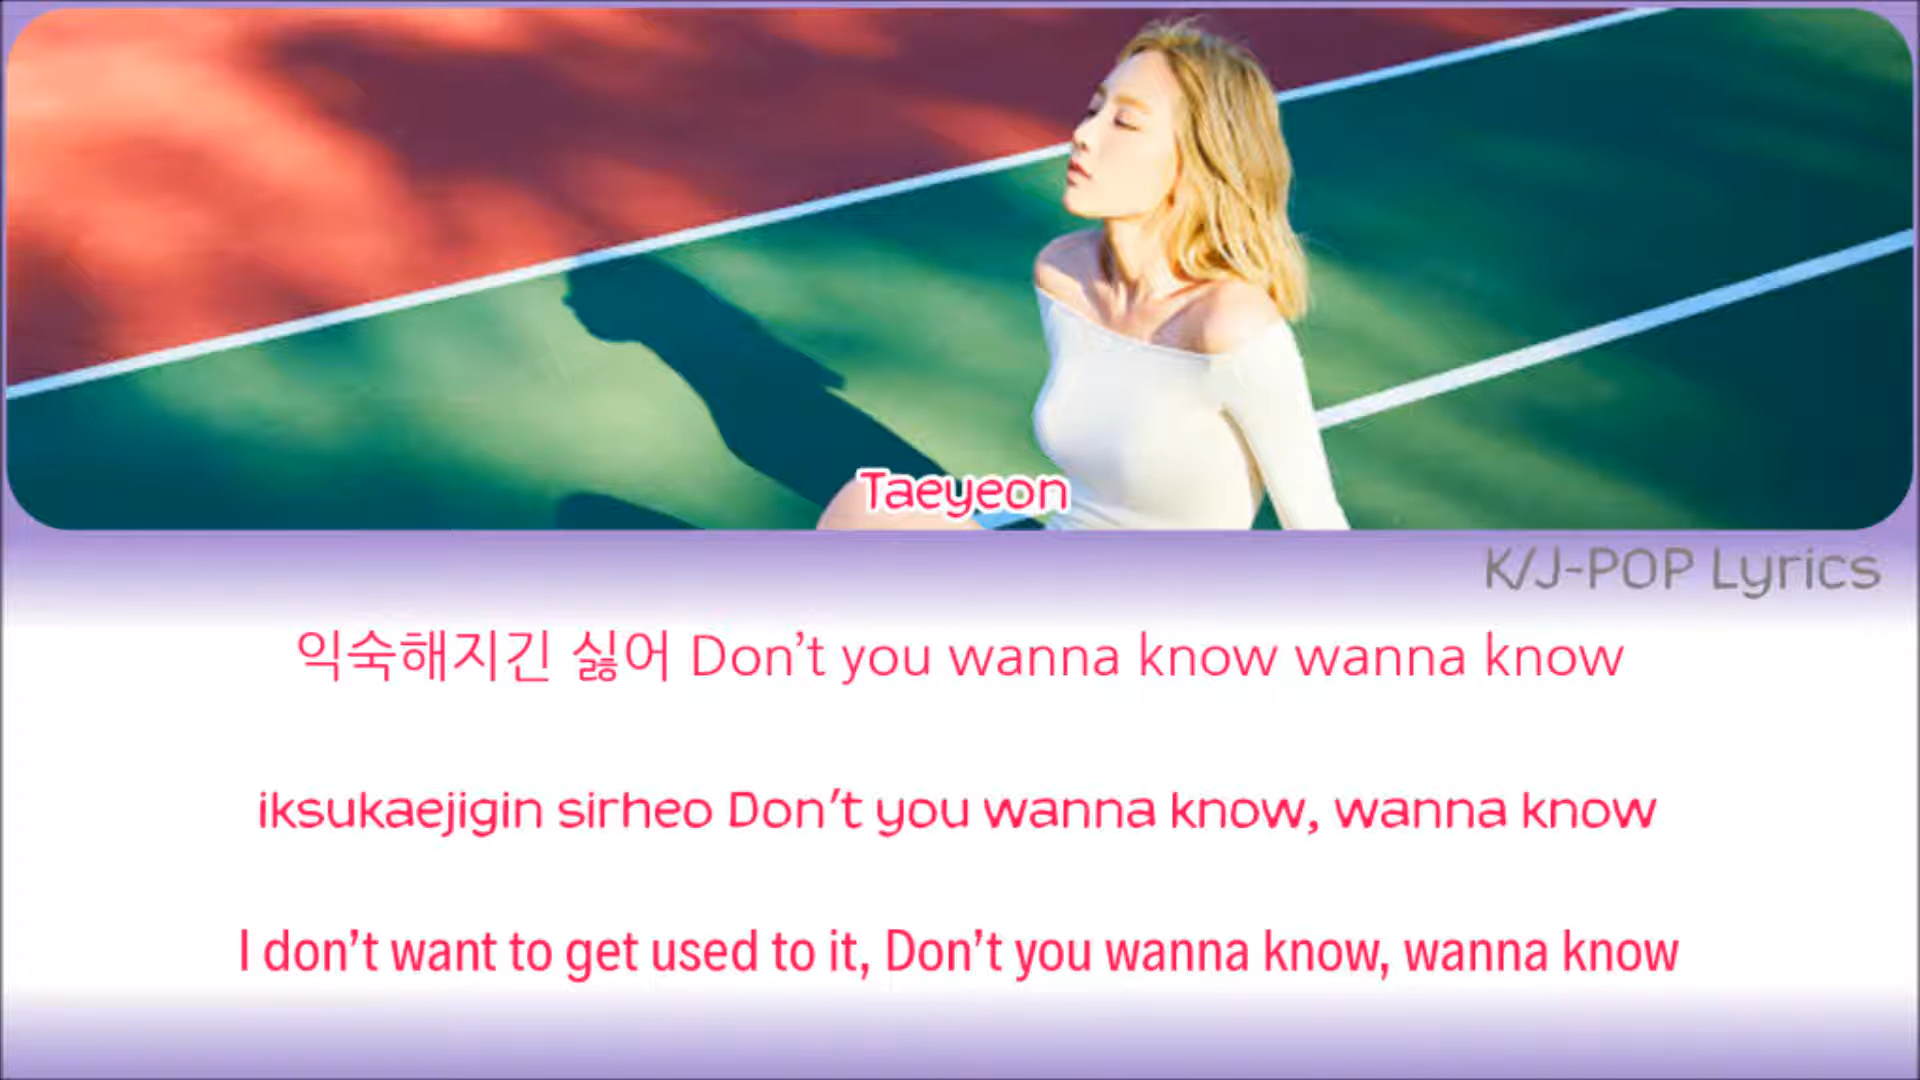 Taeyeon
K/J-POP Lyrics
익숙해지긴 싫어 Don’t you wanna know wanna know
iksukaejigin sirheo Don’t you wanna know, wanna know
I don’t want to get used to it, Don’t you wanna know, wanna know